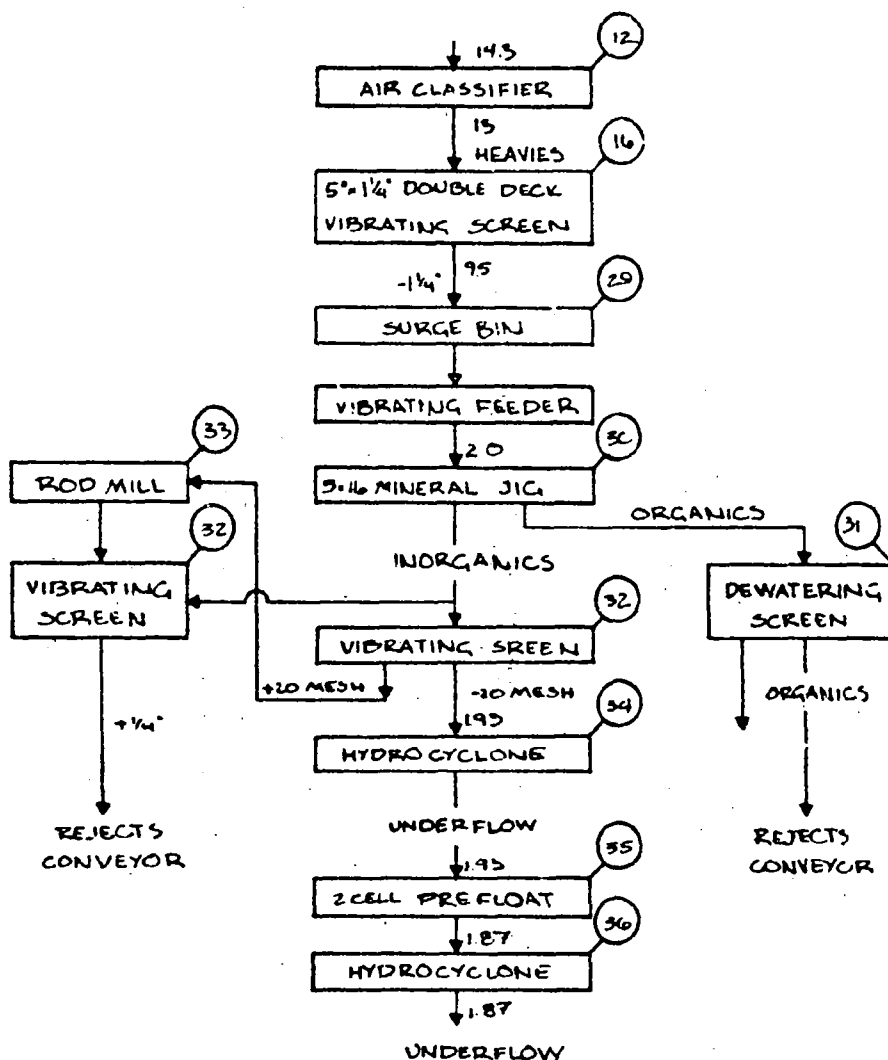 14.3
12
AIR CLASSIFIER
13
HEAVIES
16
5"×1¼" DOUBLE DECK
VIBRATING SCREEN
-1¼"
95
29
SURGE BIN
VIBRATING FEEDER
2.0
30
MINERAL JIG
33
ROD MILL
ORGANICS
31
32
INORGANICS
VIBRATING
SCREEN
DEWATERING
SCREEN
32
VIBRATING SREEN
+20 MESH
-20 MESH
1.93
ORGANICS
34
+¼"
HYDROCYCLONE
REJECTS
CONVEYOR
UNDERFLOW
REJECTS
CONVEYOR
1.93
35
2 CELL PREFLOAT
1.87
36
HYDROCYCLONE
1.87
UNDERFLOW